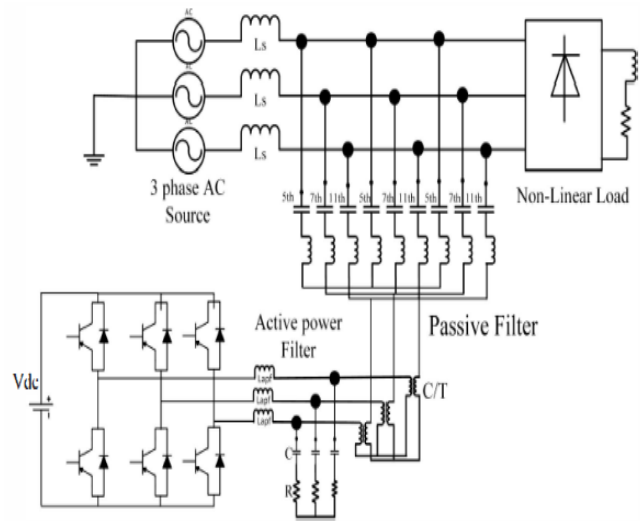 AC
Ls
AC
Ls
AC
Ls
3 phase AC
Source
Non-Linear Load
5th 7th 11th 5th 7th 11th 5th 7th 11th
Active power
Filter
Passive Filter
Vdc
Lapf
Lapf
Lapf
C/T
C
R